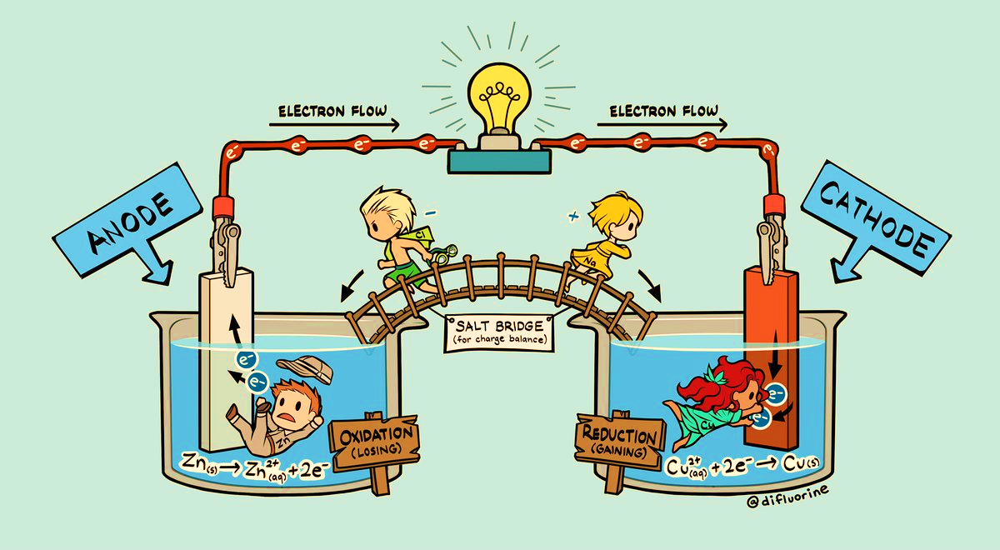 ELECTRON FLOW
ELECTRON FLOW
e-
e-
e-
e-
e-
e-
e-
e-
ANODE
CATHODE
-
+
Cl
Na
SALT BRIDGE
(for charge balance)
e-
e-
Zn
OXIDATION
(LOSING)
Zn(s) → Zn2+(aq) + 2e-
e-
e-
Cu
REDUCTION
(GAINING)
Cu2+(aq) + 2e- → Cu(s)
@difluorine